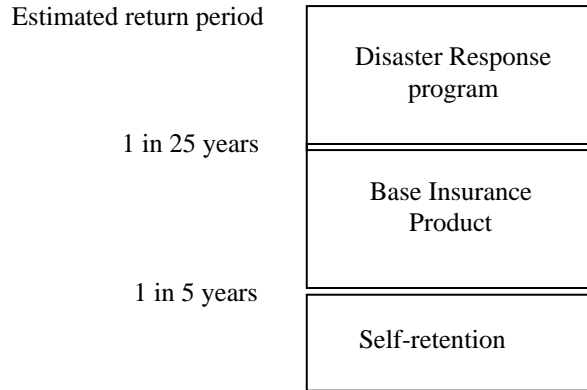 Estimated return period
Disaster Response
program
1 in 25 years
Base Insurance
Product
1 in 5 years
Self-retention